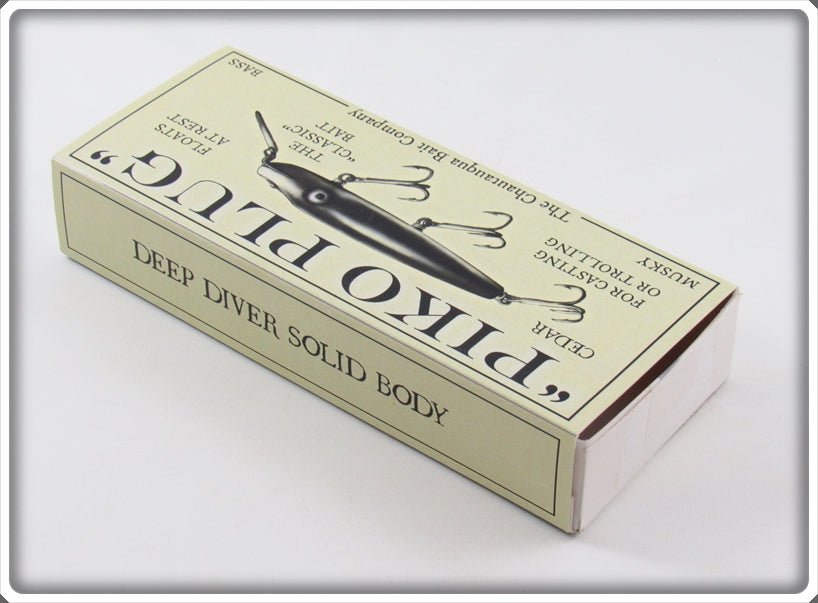 MUSKY
The Chautauqua Bait Company
BASS
FOR CASTING
OR TROLLING
THE
"CLASSIC"
BAIT
FLOATS
AT REST
CEDAR
"PIKO PLUG"
DEEP DIVER SOLID BODY